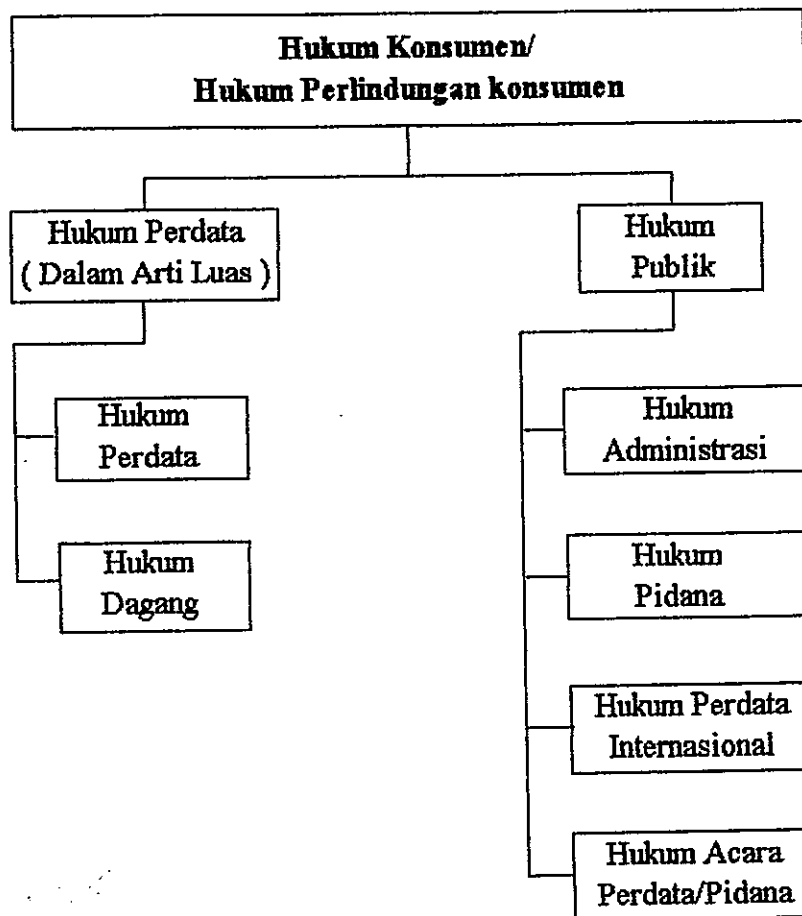 Hukum Konsumen/
Hukum Perlindungan konsumen
Hukum Perdata
( Dalam Arti Luas )
Hukum
Perdata
Hukum
Dagang
Hukum
Publik
Hukum
Administrasi
Hukum
Pidana
Hukum Perdata
Internasional
Hukum Acara
Perdata/Pidana